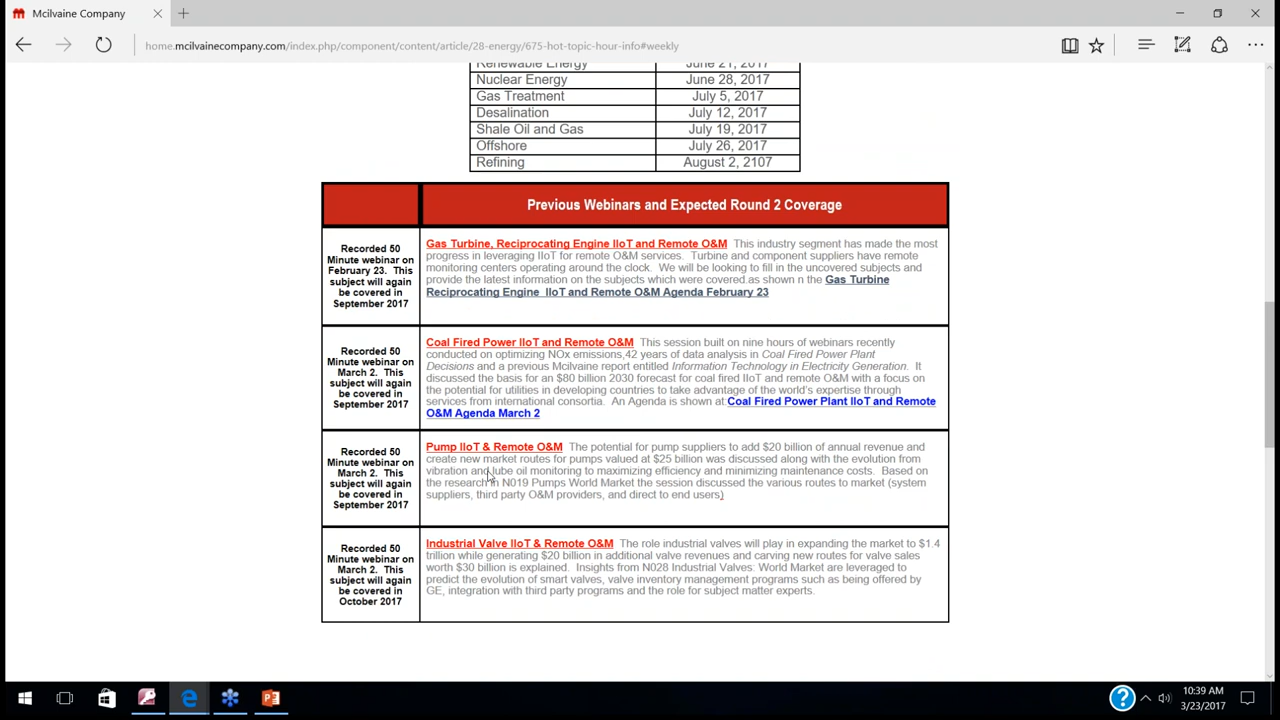 Mcilvaine Company
home.mcilvainecompany.com/index.php/component/content/article/28-energy/675-hot-topic-hour-info#weekly
Renewable Energy June 21, 2017
Nuclear Energy June 28, 2017
Gas Treatment July 5, 2017
Desalination July 12, 2017
Shale Oil and Gas July 19, 2017
Offshore July 26, 2017
Refining August 2, 2107
Previous Webinars and Expected Round 2 Coverage
Recorded 50
Minute webinar on
February 23. This
subject will again
be covered in
September 2017
Gas Turbine, Reciprocating Engine IIoT and Remote O&M This industry segment has made the most
progress in leveraging IIoT for remote O&M services. Turbine and component suppliers have remote
monitoring centers operating around the clock. We will be looking to fill in the uncovered subjects and
provide the latest information on the subjects which were covered.as shown n the Gas Turbine
Reciprocating Engine IIoT and Remote O&M Agenda February 23
Recorded 50
Minute webinar on
March 2. This
subject will again
be covered in
September 2017
Coal Fired Power IIoT and Remote O&M This session built on nine hours of webinars recently
conducted on optimizing NOx emissions,42 years of data analysis in Coal Fired Power Plant
Decisions and a previous Mcilvaine report entitled Information Technology in Electricity Generation. It
discussed the basis for an $80 billion 2030 forecast for coal fired IIoT and remote O&M with a focus on
the potential for utilities in developing countries to take advantage of the world's expertise through
services from international consortia. An Agenda is shown at:Coal Fired Power Plant IIoT and Remote
O&M Agenda March 2
Recorded 50
Minute webinar on
March 2. This
subject will again
be covered in
September 2017
Pump IIoT & Remote O&M The potential for pump suppliers to add $20 billion of annual revenue and
create new market routes for pumps valued at $25 billion was discussed along with the evolution from
vibration and lube oil monitoring to maximizing efficiency and minimizing maintenance costs. Based on
the research in N019 Pumps World Market the session discussed the various routes to market (system
suppliers, third party O&M providers, and direct to end users)
Recorded 50
Minute webinar on
March 2. This
subject will again
be covered in
October 2017
Industrial Valve IIoT & Remote O&M The role industrial valves will play in expanding the market to $1.4
trillion while generating $20 billion in additional valve revenues and carving new routes for valve sales
worth $30 billion is explained. Insights from N028 Industrial Valves: World Market are leveraged to
predict the evolution of smart valves, valve inventory management programs such as being offered by
GE, integration with third party programs and the role for subject matter experts.
10:39 AM
3/23/2017